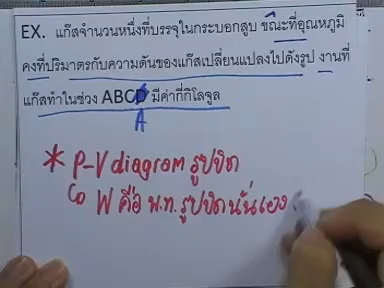 EX. แก๊สจำนวนหนึ่งที่บรรจุในกระบอกสูบ ขณะที่อุณหภูมิ
คงที่ปริมาตรกับความดันของแก๊สเปลี่ยนแปลงไปดังรูป งานที่
แก๊สทำในช่วง ABCD มีค่ากี่กิโลจูล
A
* P-V diagram รูปปิด
W คือ พ.ท. รูปปิดนั่นเอง